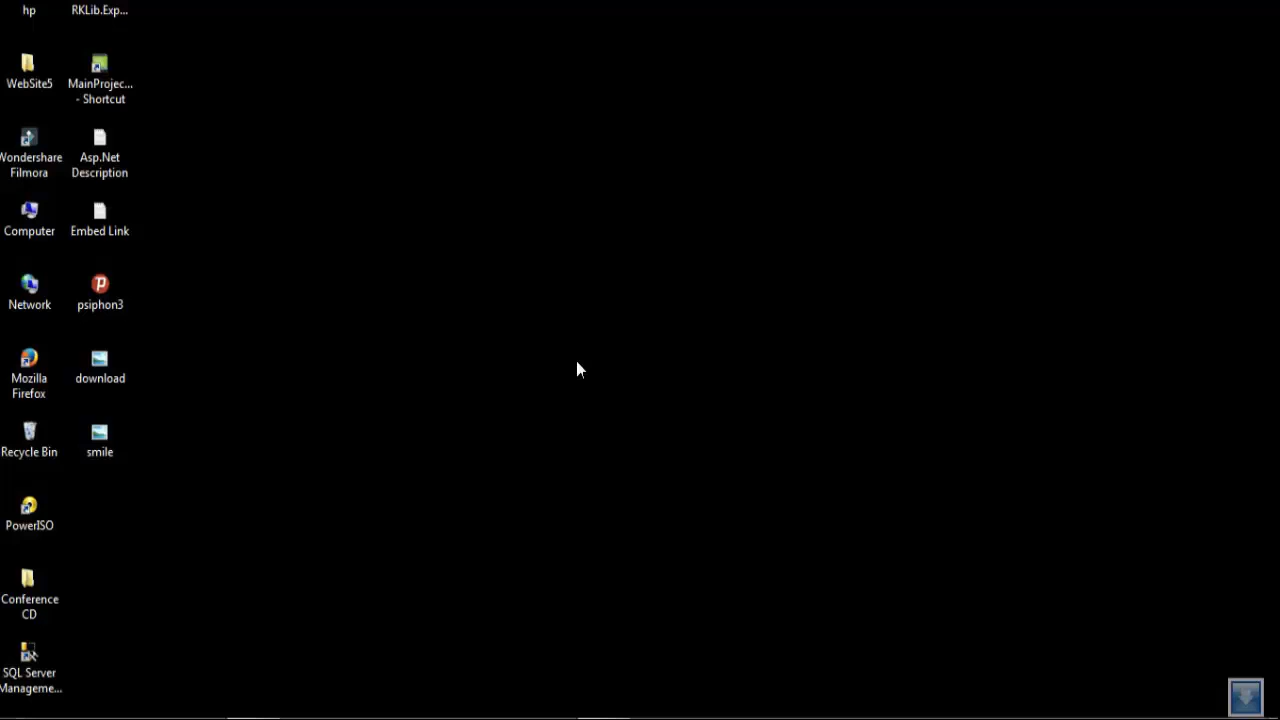 hp
RKLib.Exp...
WebSite5
MainProjec...
- Shortcut
Wondershare
Filmora
Asp.Net
Description
Computer
Embed Link
Network
psiphon3
Mozilla
Firefox
download
Recycle Bin
smile
PowerISO
Conference
CD
SQL Server
Manageme...